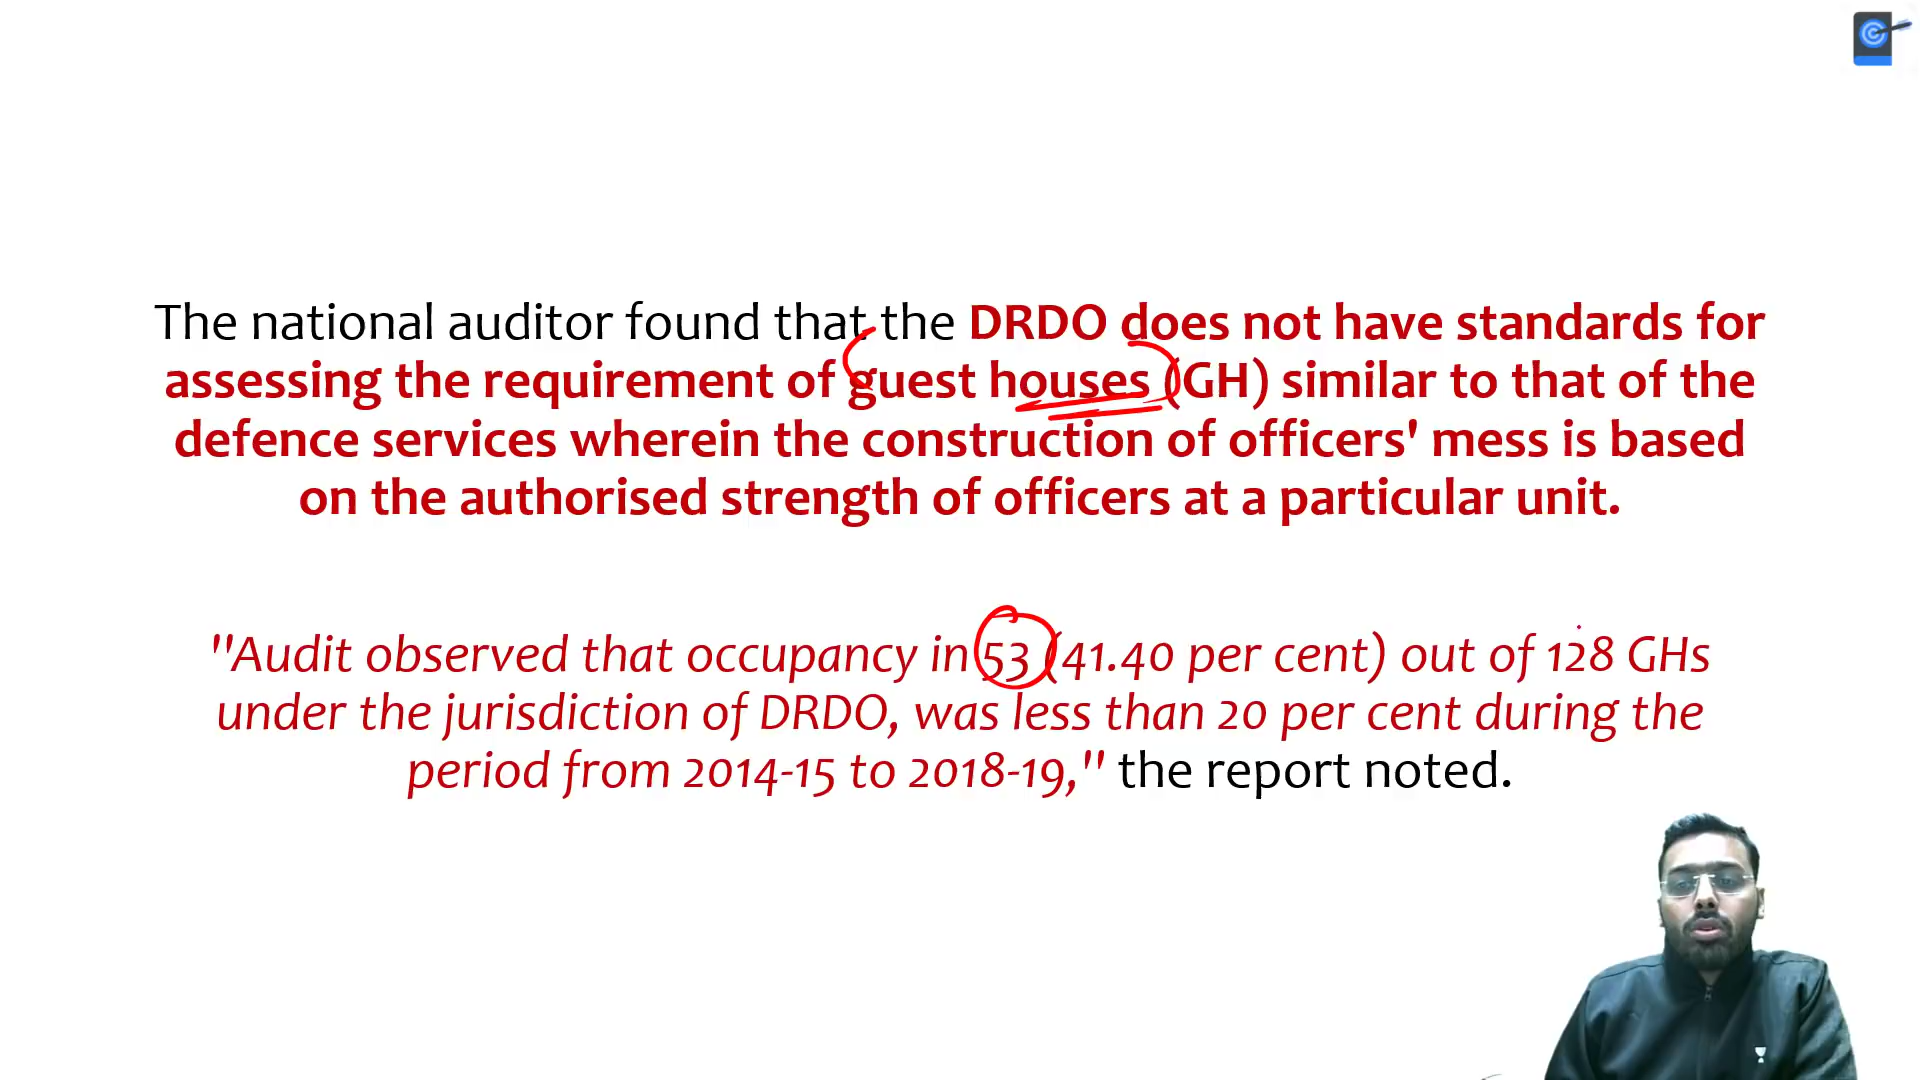 The national auditor found that the DRDO does not have standards for
assessing the requirement of guest houses (GH) similar to that of the
defence services wherein the construction of officers' mess is based
on the authorised strength of officers at a particular unit.
"Audit observed that occupancy in 53 (41.40 per cent) out of 128 GHs
under the jurisdiction of DRDO, was less than 20 per cent during the
period from 2014-15 to 2018-19," the report noted.